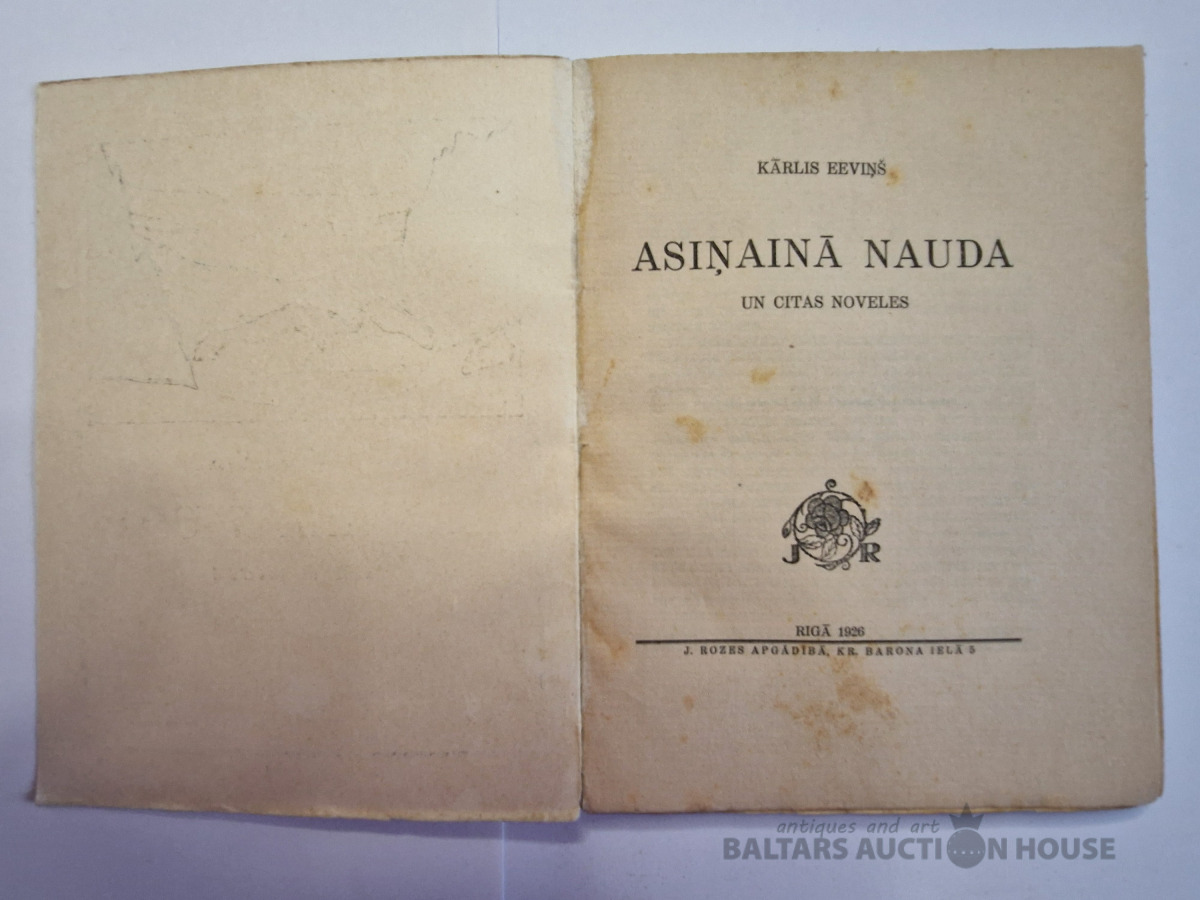 KĀRLIS EEVIŅŠ
ASIŅAINĀ NAUDA
UN CITAS NOVELES
J R
RIGĀ 1926
J. ROZES APGĀDĪBĀ, KR. BARONA IELĀ 5
antiques and art
BALTARS AUCTION HOUSE